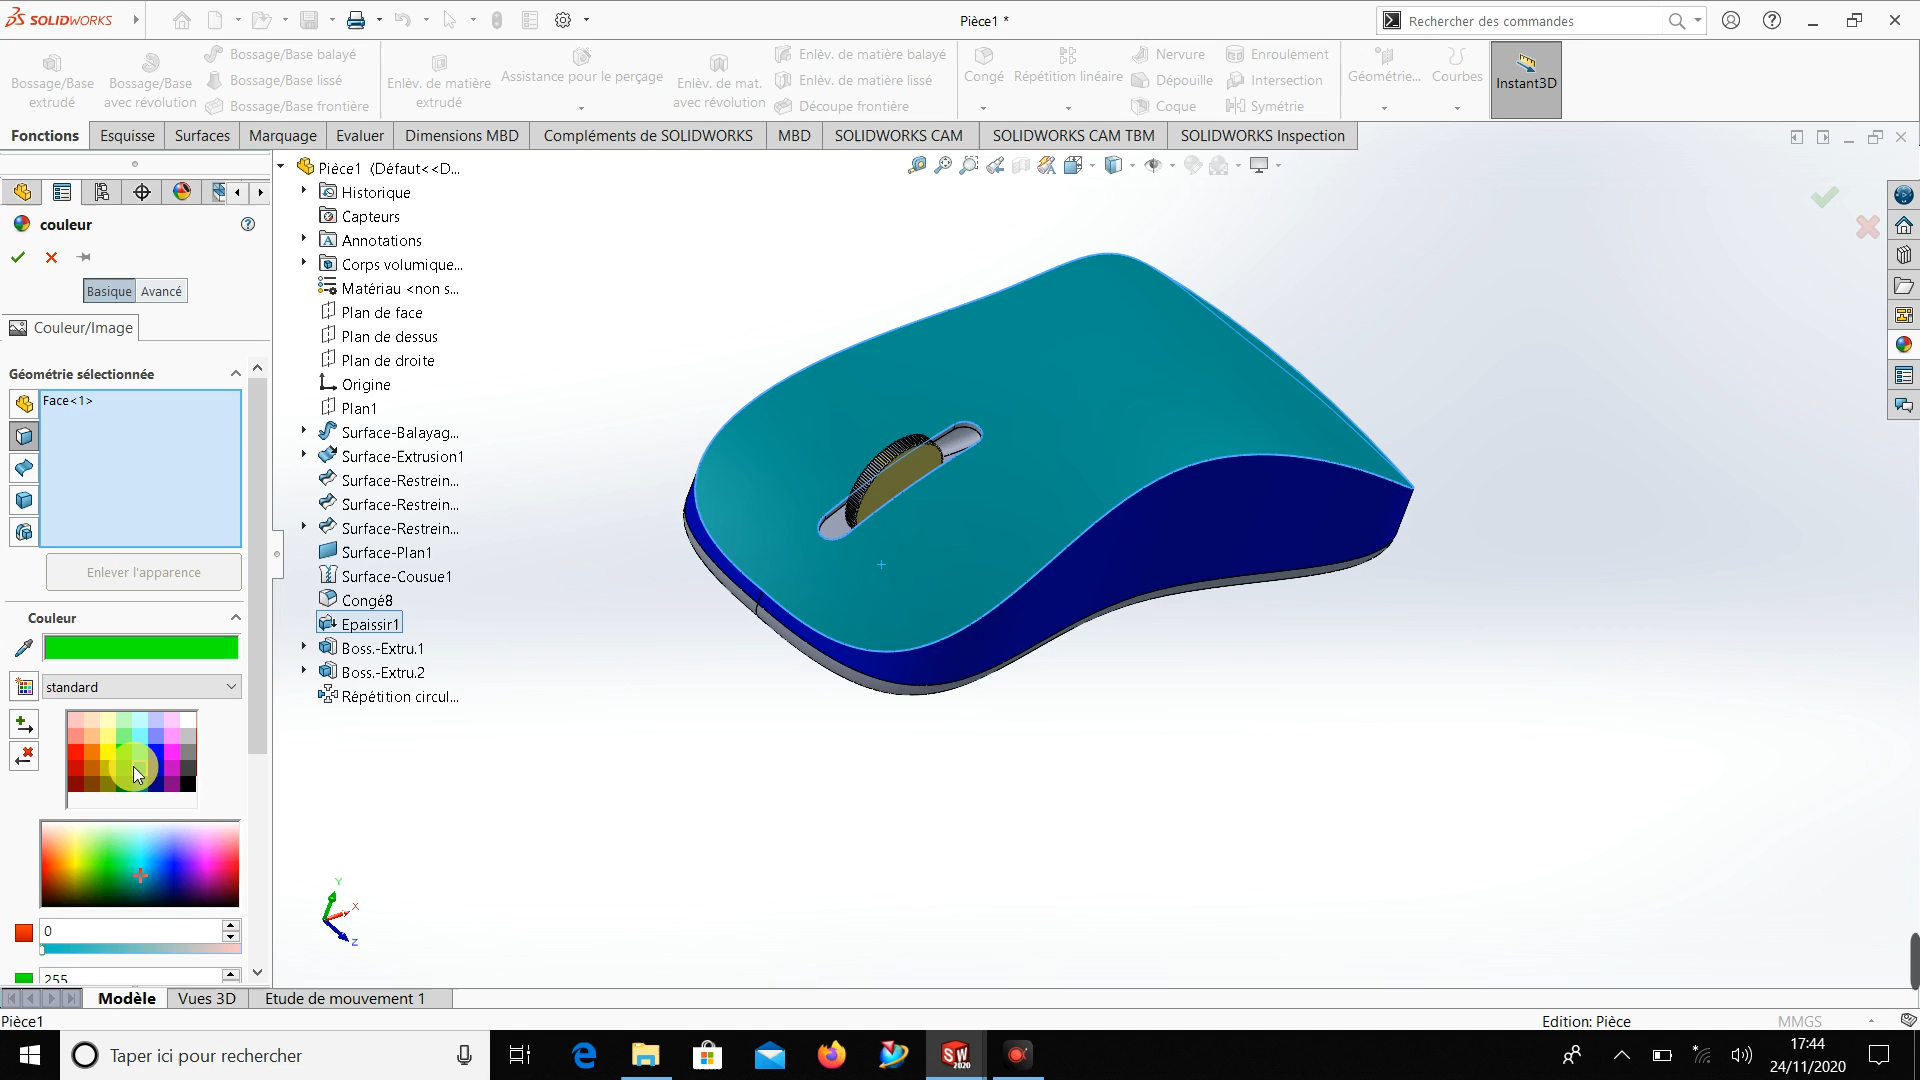 SOLIDWORKS
Pièce1 *
Rechercher des commandes
Bossage/Base extrudé
Bossage/Base avec révolution
Bossage/Base balayé
Bossage/Base lissé
Bossage/Base frontière
Enlèv. de matière extrudé
Assistance pour le perçage
Enlèv. de mat. avec révolution
Enlèv. de matière balayé
Enlèv. de matière lissé
Découpe frontière
Congé
Répétition linéaire
Nervure
Dépouille
Coque
Enroulement
Intersection
Symétrie
Géométrie...
Courbes
Instant3D
Fonctions
Esquisse
Surfaces
Marquage
Evaluer
Dimensions MBD
Compléments de SOLIDWORKS
MBD
SOLIDWORKS CAM
SOLIDWORKS CAM TBM
SOLIDWORKS Inspection
couleur
Basique
Avancé
Couleur/Image
Géométrie sélectionnée
Face<1>
Enlever l'apparence
Couleur
standard
0
255
Pièce1 (Défaut<<D...
Historique
Capteurs
Annotations
Corps volumique...
Matériau <non s...
Plan de face
Plan de dessus
Plan de droite
Origine
Plan1
Surface-Balayag...
Surface-Extrusion1
Surface-Restrein...
Surface-Restrein...
Surface-Restrein...
Surface-Plan1
Surface-Cousue1
Congé8
Epaissir1
Boss.-Extru.1
Boss.-Extru.2
Répétition circul...
Y
X
Z
Modèle
Vues 3D
Etude de mouvement 1
Pièce1
Edition: Pièce
MMGS
Taper ici pour rechercher
SW
2020
17:44
24/11/2020